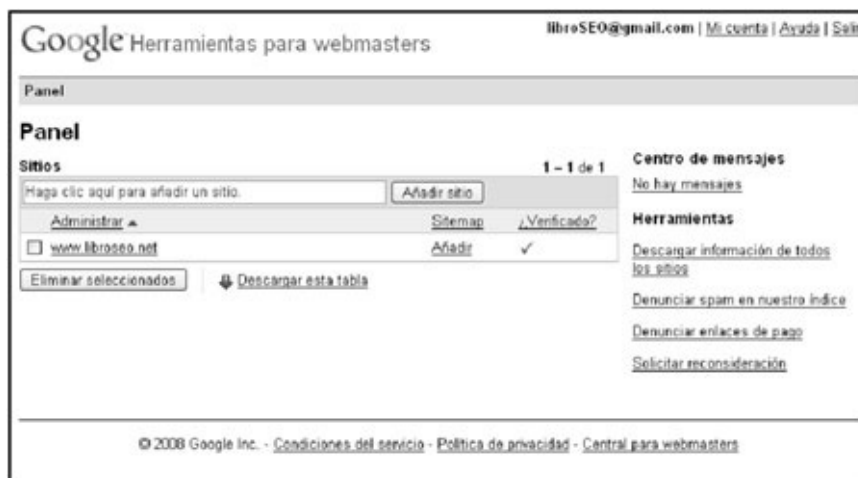 Google Herramientas para webmasters
libroSEO@gmail.com | Mi cuenta | Ayuda |
Panel
Panel
Sitios 1 – 1 de 1
Haga clic aquí para añadir un sitio. Añadir sitio
Administrar Sitemap ¿Verificado?
www.libroseo.net Añadir ✓
Eliminar seleccionados Descargar esta tabla
Centro de mensajes
No hay mensajes
Herramientas
Descargar información de todos
los sitios
Denunciar spam en nuestro índice
Denunciar enlaces de pago
Solicitar reconsideración
© 2008 Google Inc. - Condiciones del servicio - Política de privacidad - Central para webmasters